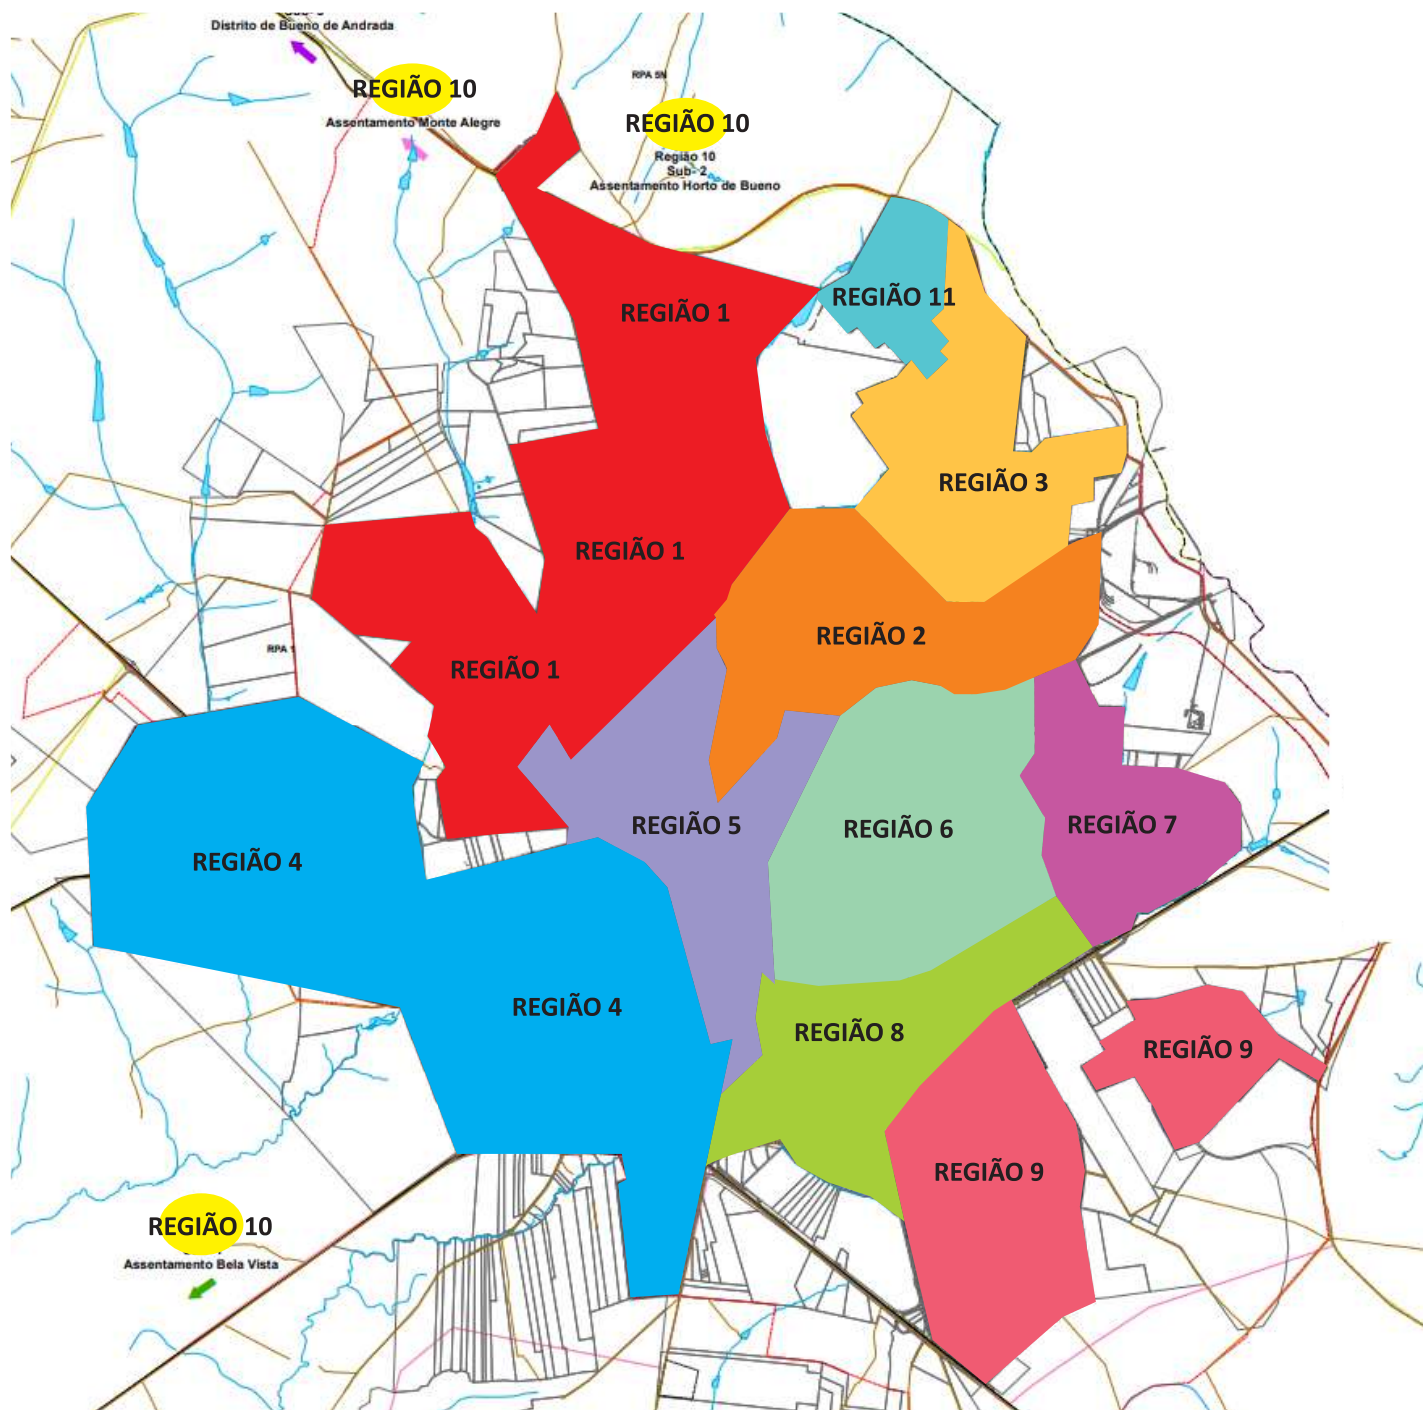 Distrito de Bueno de Andrada
REGIÃO 10
Assentamento Monte Alegre
RPA 5N
REGIÃO 10
Região 10
Sub- 2
Assentamento Horto de Bueno
REGIÃO 11
REGIÃO 1
REGIÃO 3
REGIÃO 1
REGIÃO 2
RPA 1
REGIÃO 1
REGIÃO 5
REGIÃO 6
REGIÃO 7
REGIÃO 4
REGIÃO 4
REGIÃO 8
REGIÃO 9
REGIÃO 9
REGIÃO 10
Assentamento Bela Vista